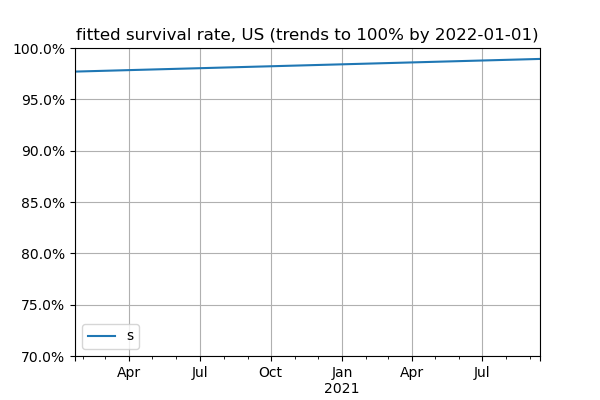 fitted survival rate, US (trends to 100% by 2022-01-01)
100.0%
95.0%
90.0%
85.0%
80.0%
75.0%
70.0%
s
Apr Jul Oct Jan Apr Jul
2021